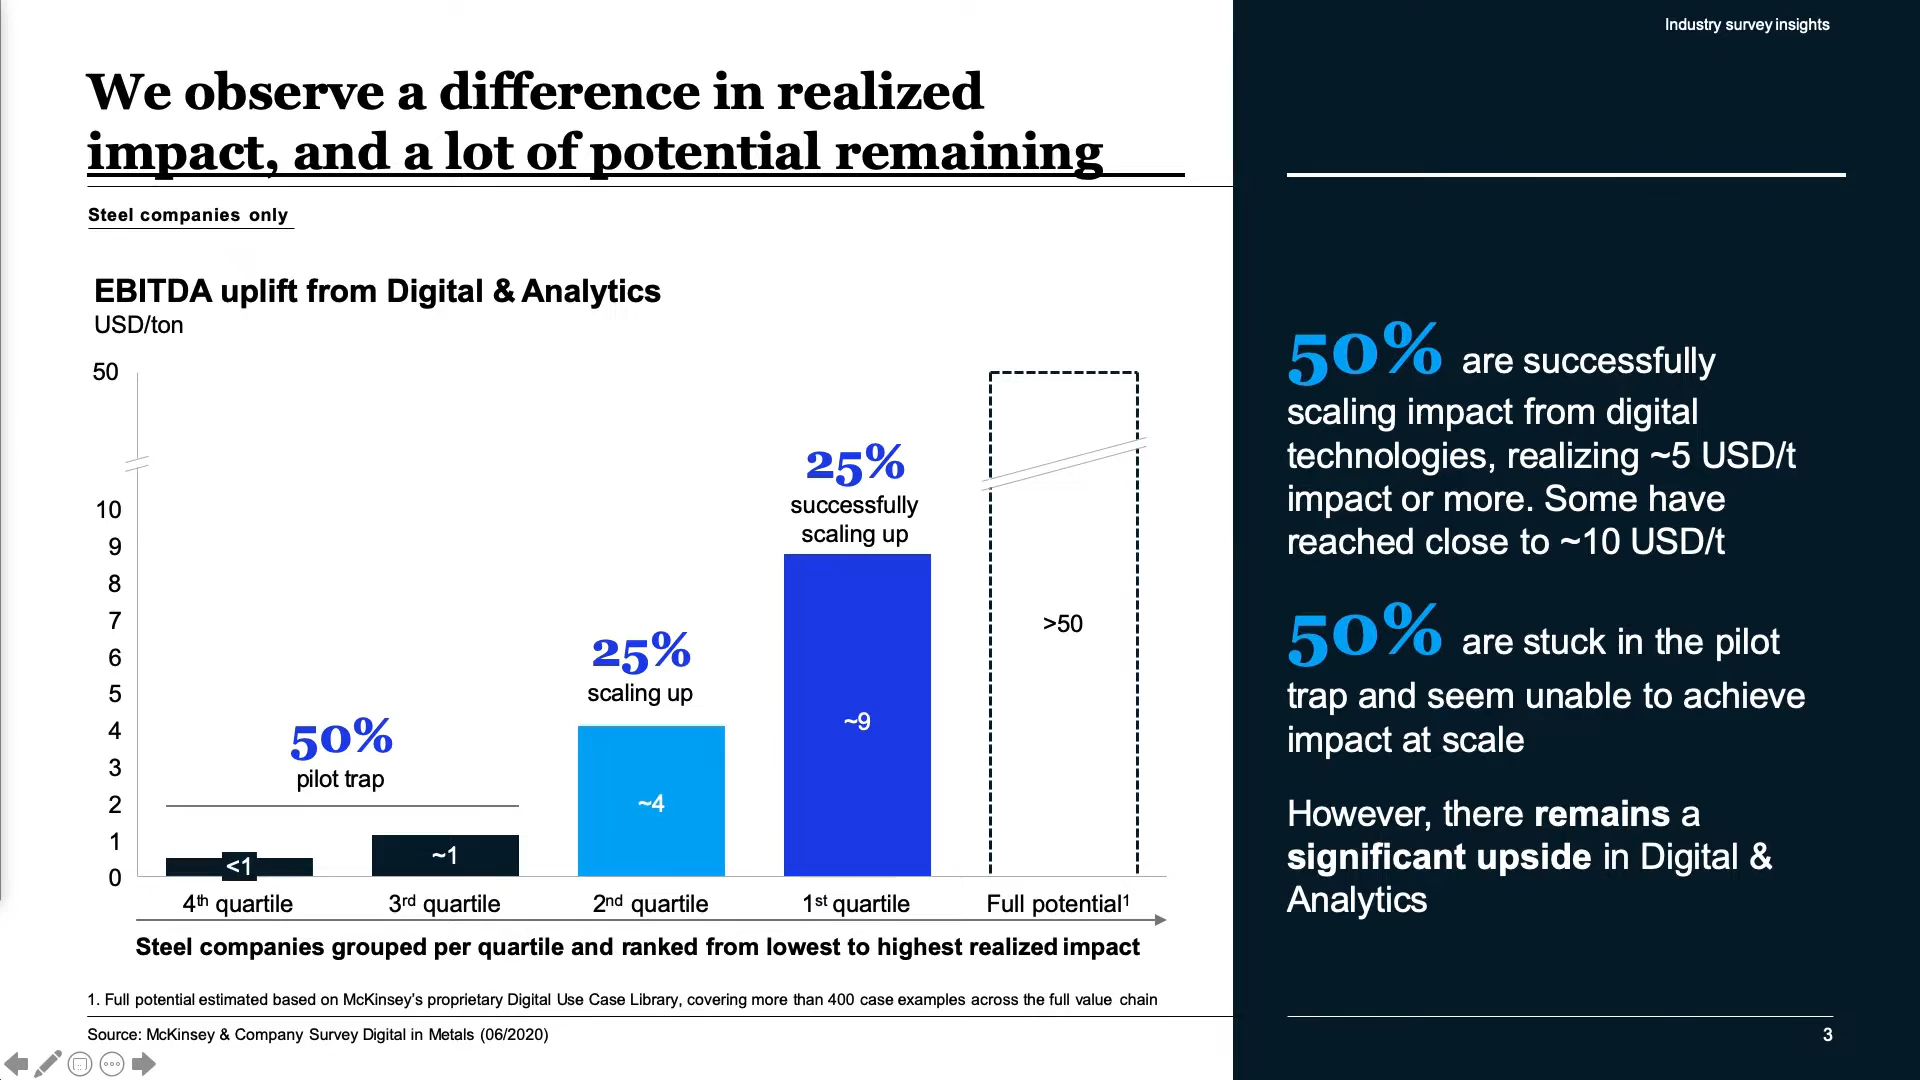 Industry survey insights
We observe a difference in realized
impact, and a lot of potential remaining
Steel companies only
EBITDA uplift from Digital & Analytics
USD/ton
50
10
9
8
7
6
5
4
3
2
1
0
50%
pilot trap
25%
scaling up
25%
successfully
scaling up
<1
~1
~4
~9
>50
4th quartile
3rd quartile
2nd quartile
1st quartile
Full potential1
Steel companies grouped per quartile and ranked from lowest to highest realized impact
1. Full potential estimated based on McKinsey's proprietary Digital Use Case Library, covering more than 400 case examples across the full value chain
Source: McKinsey & Company Survey Digital in Metals (06/2020)
50% are successfully
scaling impact from digital
technologies, realizing ~5 USD/t
impact or more. Some have
reached close to ~10 USD/t
50% are stuck in the pilot
trap and seem unable to achieve
impact at scale
However, there remains a
significant upside in Digital &
Analytics
3